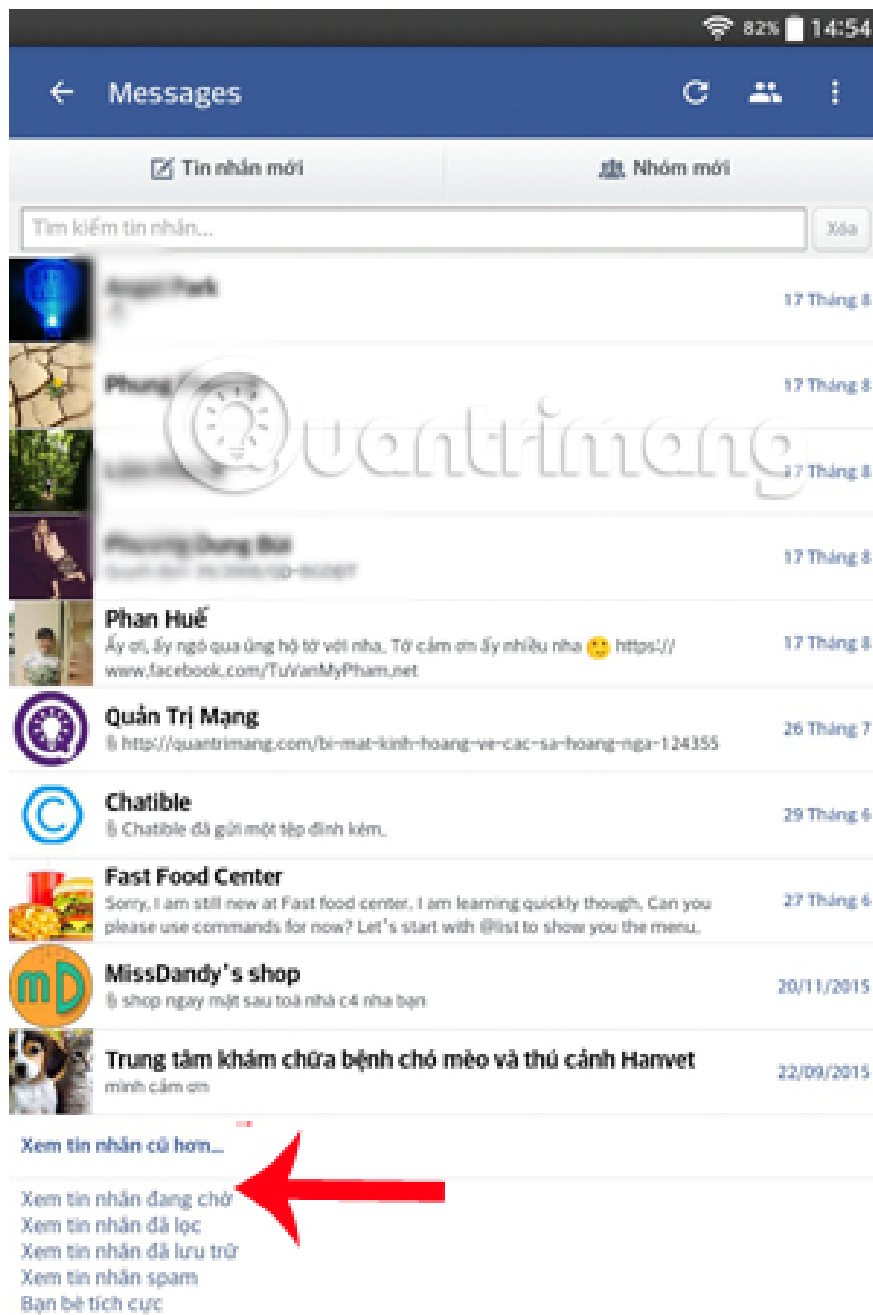 82% 14:54
Messages
Tin nhắn mới Nhóm mới
Tìm kiếm tin nhắn... Xóa
Angel Park 17 Tháng 8
Phung 17 Tháng 8
Quantrimang
17 Tháng 8
Phương Dung Bùi 17 Tháng 8
Phan Huế
Ấy ơi, ấy ngó qua ủng hộ tớ với nha. Tớ cảm ơn ấy nhiều nha 🙂 https://
www.facebook.com/TuVanMyPham.net
17 Tháng 8
Quản Trị Mạng
http://quantrimang.com/bi-mat-kinh-hoang-ve-cac-sa-hoang-nga-124355
26 Tháng 7
Chatible
Chatible đã gửi một tệp đính kèm.
29 Tháng 6
Fast Food Center
Sorry, I am still new at Fast food center. I am learning quickly though. Can you
please use commands for now? Let's start with @list to show you the menu.
27 Tháng 6
MissDandy's shop
shop ngay mặt sau toà nhà c4 nha bạn
20/11/2015
Trung tâm khám chữa bệnh chó mèo và thú cảnh Hanvet
mình cảm ơn
22/09/2015
Xem tin nhắn cũ hơn...
Xem tin nhắn đang chờ
Xem tin nhắn đã lọc
Xem tin nhắn đã lưu trữ
Xem tin nhắn spam
Bạn bè tích cực